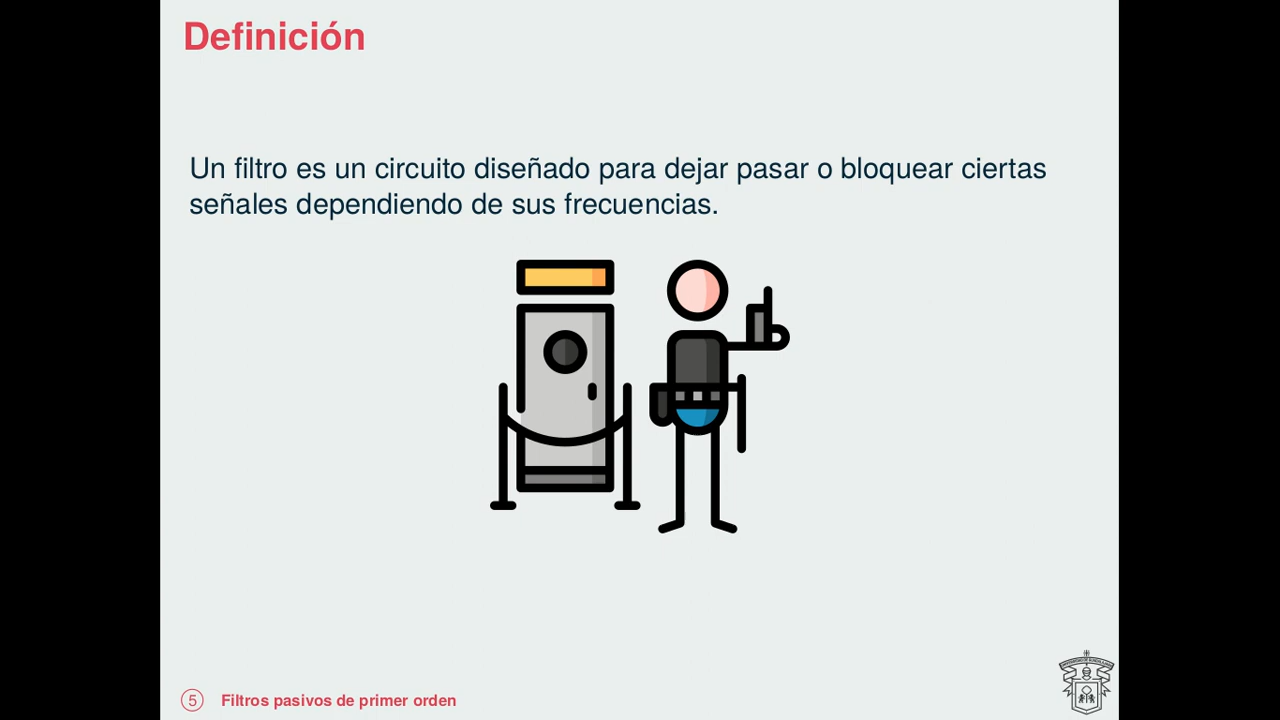 Definición
Un filtro es un circuito diseñado para dejar pasar o bloquear ciertas
señales dependiendo de sus frecuencias.
5 Filtros pasivos de primer orden